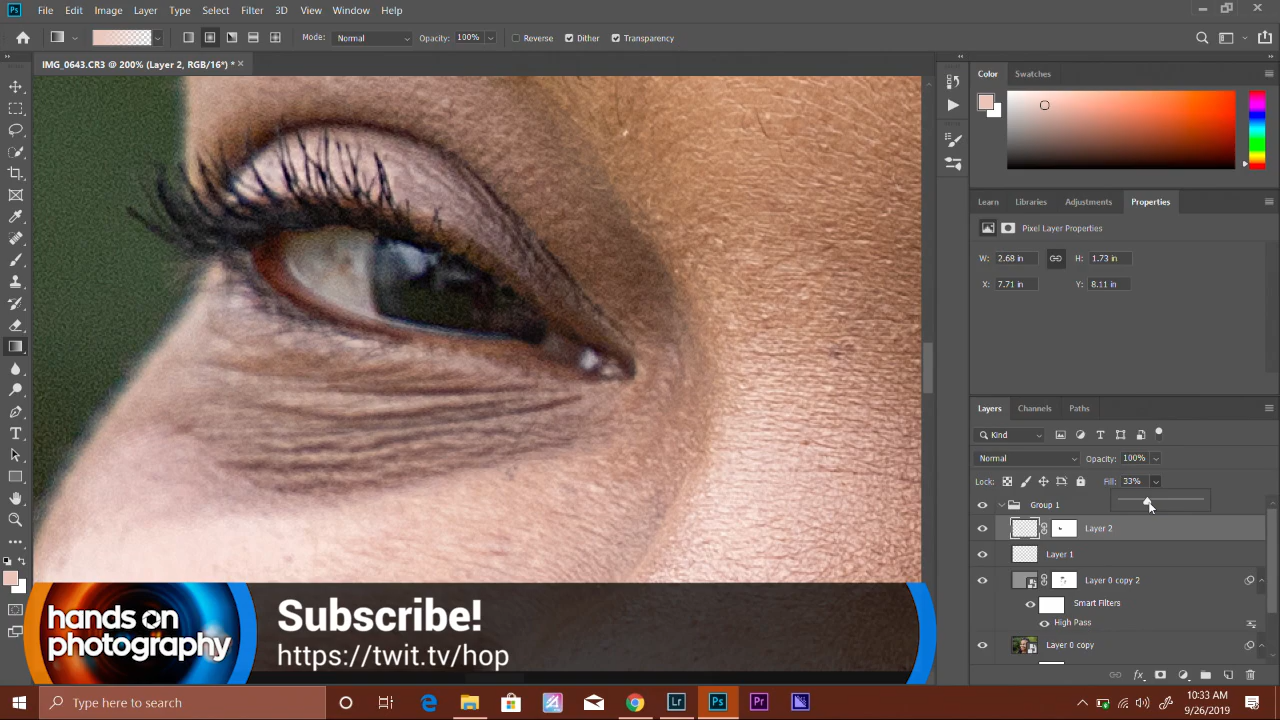 Ps File Edit Image Layer Type Select Filter 3D View Window Help
Mode: Normal Opacity: 100% Reverse Dither Transparency
IMG_0643.CR3 @ 200% (Layer 2, RGB/16*) * ×
Color Swatches
Learn Libraries Adjustments Properties
Pixel Layer Properties
W: 2.68 in H: 1.73 in
X: 7.71 in Y: 8.11 in
Layers Channels Paths
Kind
Normal Opacity: 100%
Lock: Fill: 33%
Group 1
Layer 2
Layer 1
Layer 0 copy 2
Smart Filters
High Pass
Layer 0 copy
hands on
photography
Subscribe!
https://twit.tv/hop
Type here to search
Lr Ps Pr
10:33 AM
9/26/2019